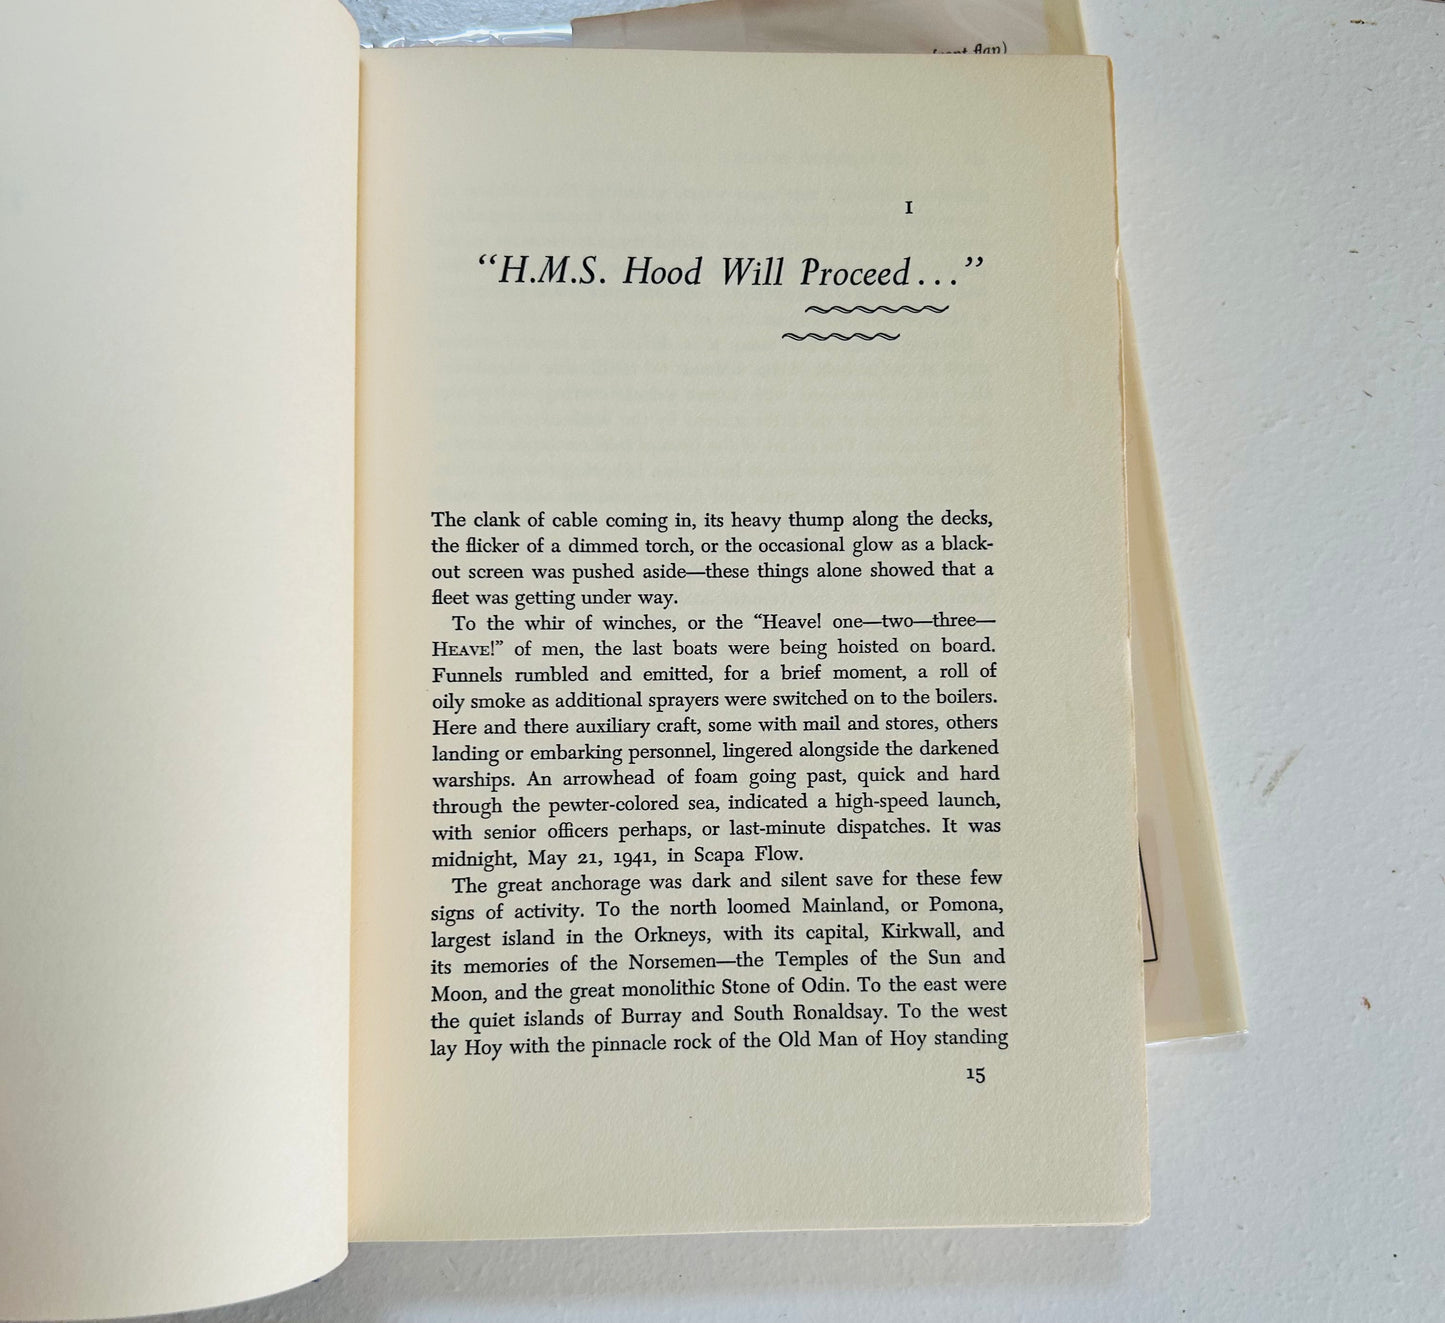 flap)
I
“H.M.S. Hood Will Proceed . . .”
The clank of cable coming in, its heavy thump along the decks,
the flicker of a dimmed torch, or the occasional glow as a black-
out screen was pushed aside—these things alone showed that a
fleet was getting under way.
To the whir of winches, or the “Heave! one—two—three—
HEAVE!” of men, the last boats were being hoisted on board.
Funnels rumbled and emitted, for a brief moment, a roll of
oily smoke as additional sprayers were switched on to the boilers.
Here and there auxiliary craft, some with mail and stores, others
landing or embarking personnel, lingered alongside the darkened
warships. An arrowhead of foam going past, quick and hard
through the pewter-colored sea, indicated a high-speed launch,
with senior officers perhaps, or last-minute dispatches. It was
midnight, May 21, 1941, in Scapa Flow.
The great anchorage was dark and silent save for these few
signs of activity. To the north loomed Mainland, or Pomona,
largest island in the Orkneys, with its capital, Kirkwall, and
its memories of the Norsemen—the Temples of the Sun and
Moon, and the great monolithic Stone of Odin. To the east were
the quiet islands of Burray and South Ronaldsay. To the west
lay Hoy with the pinnacle rock of the Old Man of Hoy standing
15